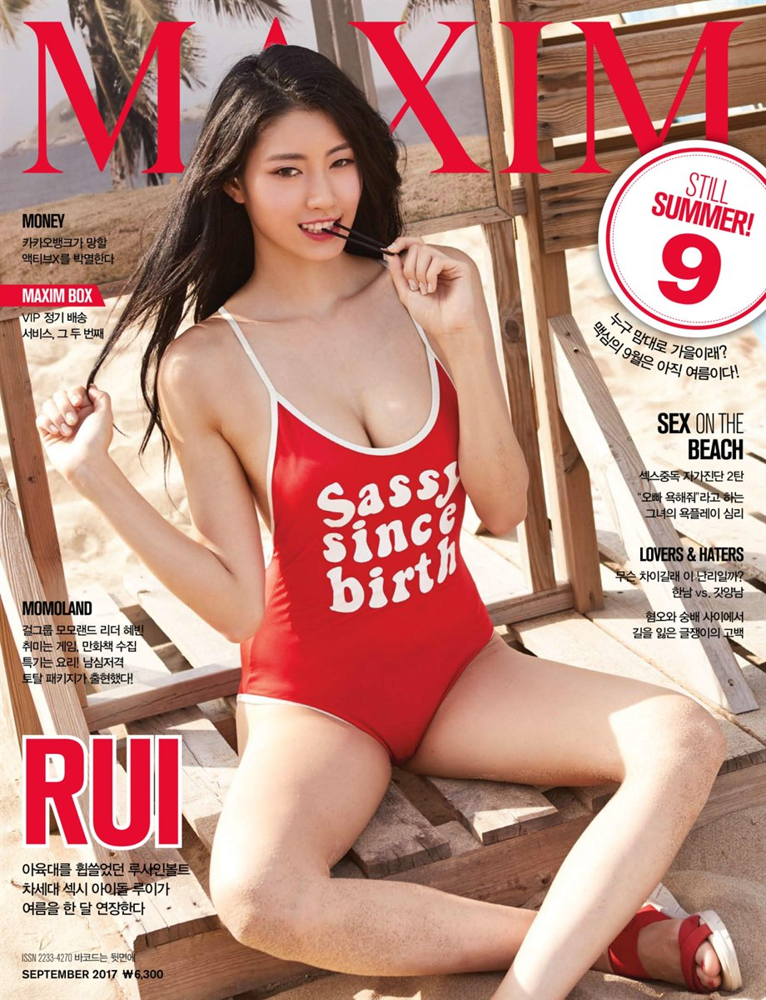 MAXIM
STILL
SUMMER!
9
누구 맘대로 가을이래?
맥심의 9월은 아직 여름이다!
MONEY
카카오뱅크가 망할
액티브X를 박멸한다
MAXIM BOX
VIP 정기 배송
서비스, 그 두 번째
SEX ON THE
BEACH
섹스중독 자가진단 2탄
“오빠 욕해줘”라고 하는
그녀의 욕플레이 심리
LOVERS & HATERS
무슨 차이길래 이 난리일까?
한남 vs. 갓양남
혐오와 숭배 사이에서
길을 잃은 글쟁이의 고백
Sassy
since
birth
MOMOLAND
걸그룹 모모랜드 리더 혜빈
취미는 게임, 만화책 수집
특기는 요리! 남심저격
토탈 패키지가 출현했다!
RUI
아육대를 휩쓸었던 루사인볼트
차세대 섹시 아이돌 루이가
여름을 한 달 연장한다
ISSN 2233-4270 바코드는 뒷면에
SEPTEMBER 2017 ₩6,300